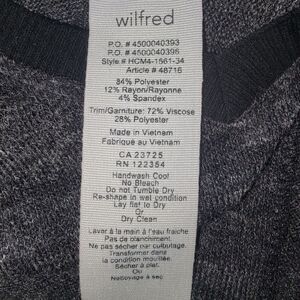 wilfred
P.O. # 4500040393
P.O. # 4500040396
Style # HCM4-1561-34
Article # 48716
84% Polyester
12% Rayon/Rayonne
4% Spandex
Trim/Garniture: 72% Viscose
28% Polyester
Made in Vietnam
Fabriqué au Vietnam
CA 23725
RN 122354
Handwash Cool
No Bleach
Do not Tumble Dry
Re-shape in wet condition
Lay flat to Dry
Or
Dry Clean
Laver à la main à l'eau fraiche
Pas de blanchiment.
Ne pas sécher par culbutage.
Transformer dans
la condition mouillée.
Sécher à plat.
Ou
Nettoyage à sec